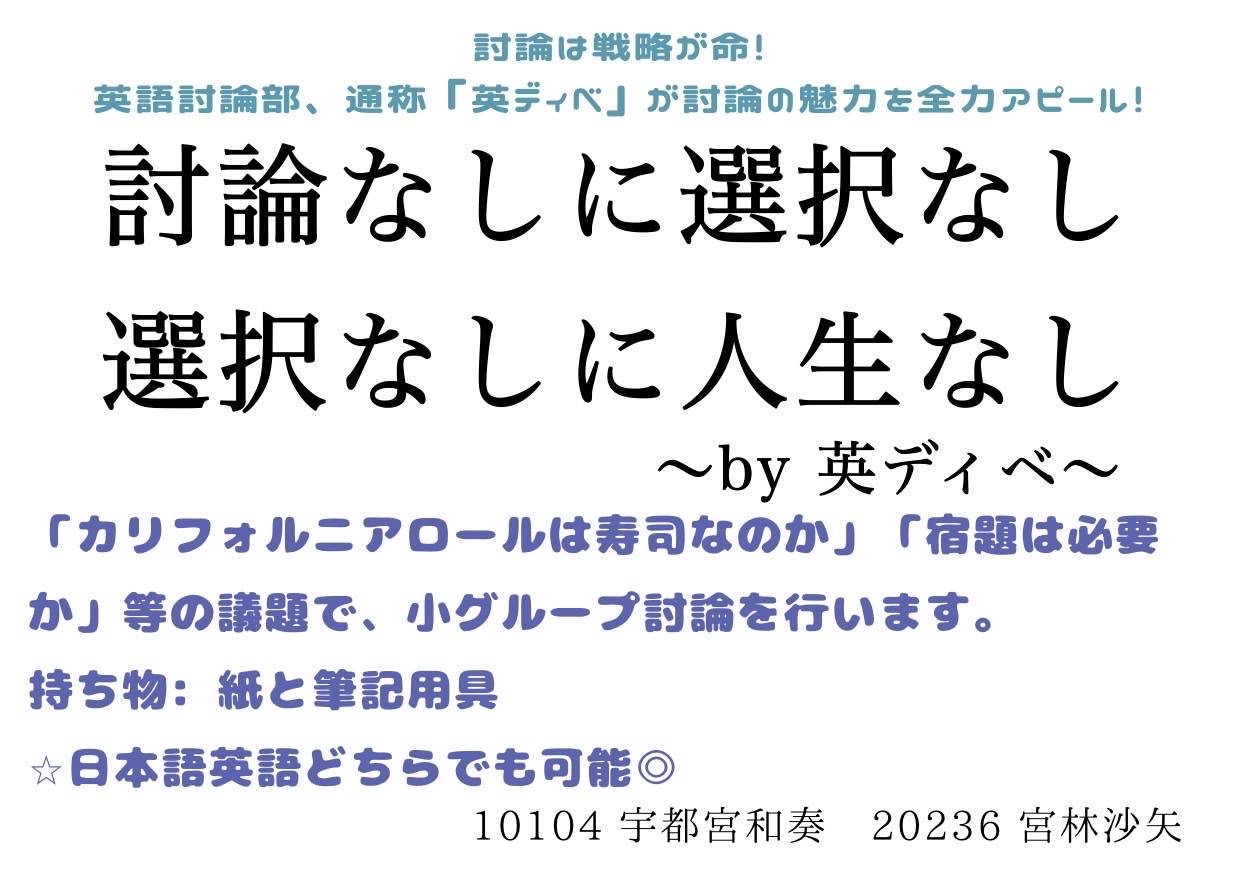 討論は戦略が命!
英語討論部、通称『英ディベ』が討論の魅力を全力アピール!
討論なしに選択なし
選択なしに人生なし
～by 英ディベ～
「カリフォルニアロールは寿司なのか」「宿題は必要
か」等の議題で、小グループ討論を行います。
持ち物: 紙と筆記用具
☆日本語英語どちらでも可能◎
10104 宇都宮和奏　20236 宮林沙矢